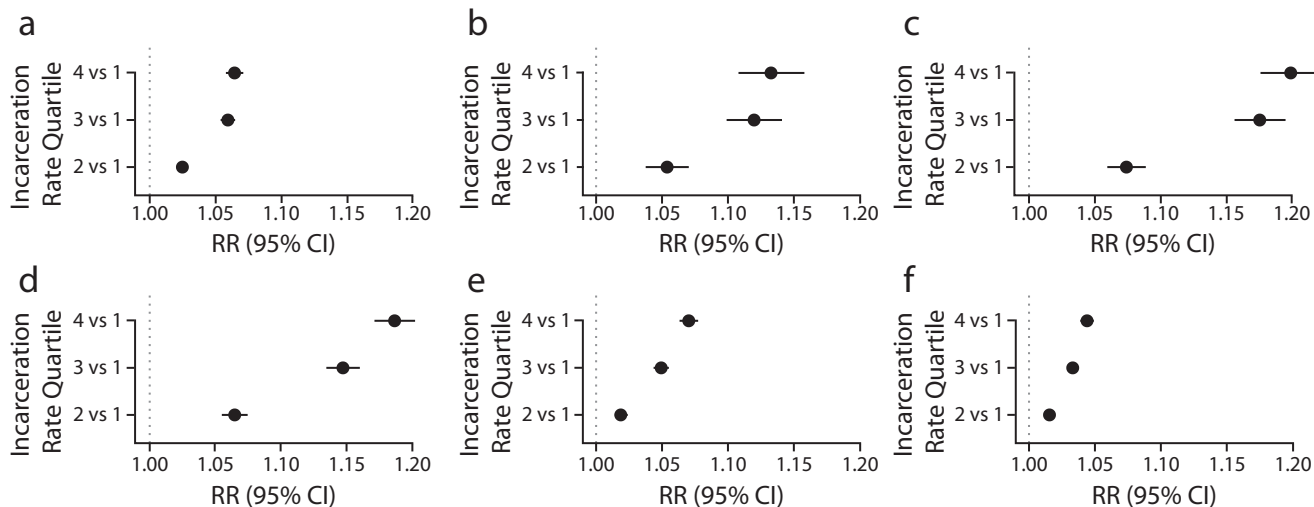 a
Incarceration
Rate Quartile
4 vs 1
3 vs 1
2 vs 1
1.00 1.05 1.10 1.15 1.20
RR (95% CI)
b
Incarceration
Rate Quartile
4 vs 1
3 vs 1
2 vs 1
1.00 1.05 1.10 1.15 1.20
RR (95% CI)
c
Incarceration
Rate Quartile
4 vs 1
3 vs 1
2 vs 1
1.00 1.05 1.10 1.15 1.20
RR (95% CI)
d
Incarceration
Rate Quartile
4 vs 1
3 vs 1
2 vs 1
1.00 1.05 1.10 1.15 1.20
RR (95% CI)
e
Incarceration
Rate Quartile
4 vs 1
3 vs 1
2 vs 1
1.00 1.05 1.10 1.15 1.20
RR (95% CI)
f
Incarceration
Rate Quartile
4 vs 1
3 vs 1
2 vs 1
1.00 1.05 1.10 1.15 1.20
RR (95% CI)